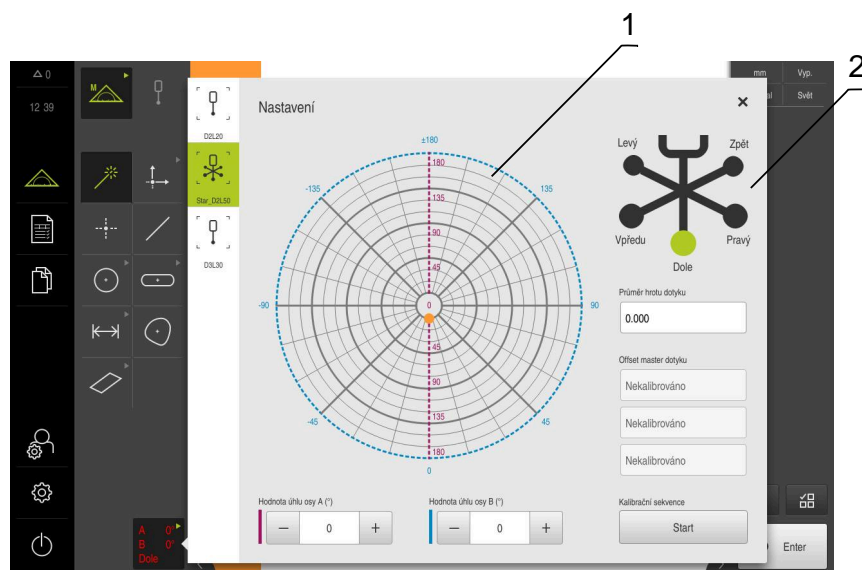 1
2
0
12 39
M
mm
Vyp.
al
Svět
D2L20
Star_D2L50
D3L30
Nastavení
±180
-135
135
-90
90
-45
45
0
180
135
90
45
0
45
90
135
180
Levý
Zpět
Vpředu
Pravý
Dole
Průměr hrotu dotyku
0.000
Offset master dotyku
Nekalibrováno
Nekalibrováno
Nekalibrováno
Kalibrační sekvence
Start
Hodnota úhlu osy A (°)
− 0 +
Hodnota úhlu osy B (°)
− 0 +
A 0°
B 0°
Dole
Enter